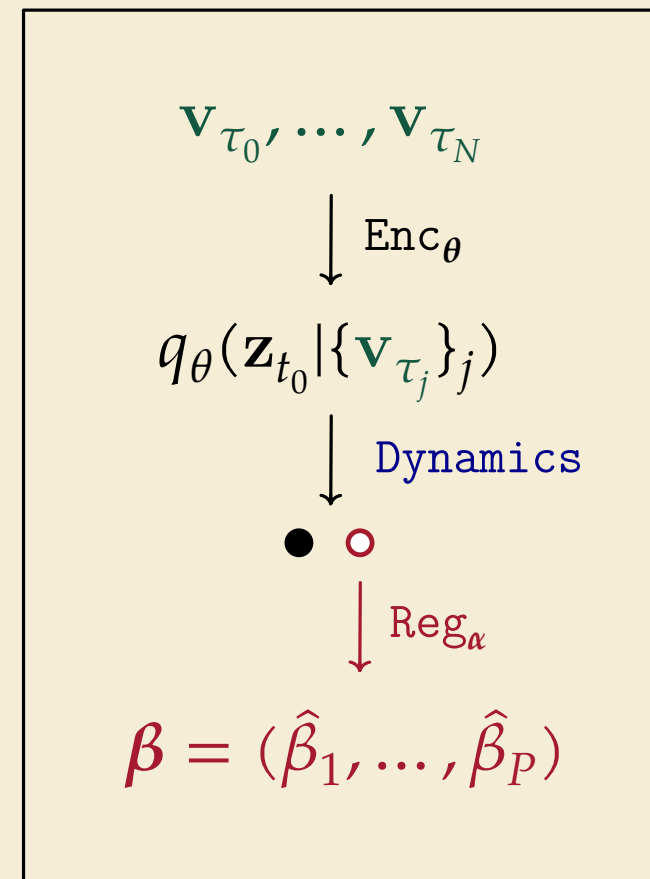 𝐯_{τ_0}, … , 𝐯_{τ_N}
Enc_𝛉
q_θ(𝐳_{t_0}|{𝐯_{τ_j}}_j)
Dynamics
Reg_𝛂
𝛃 = (β̂_1, … , β̂_P)